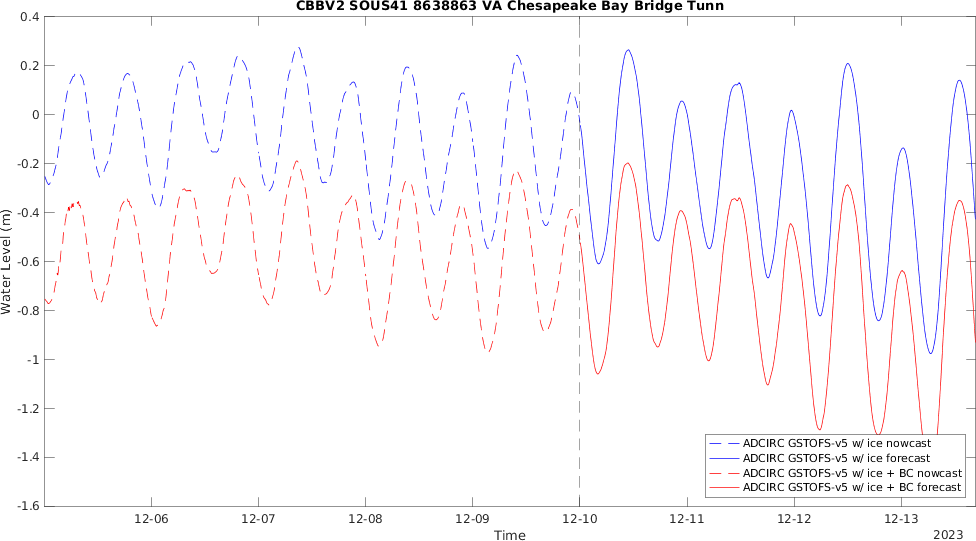 CBBV2 SOUS41 8638863 VA Chesapeake Bay Bridge Tunn
0.4
0.2
0
-0.2
-0.4
-0.6
-0.8
-1
-1.2
-1.4
-1.6
Water Level (m)
ADCIRC GSTOFS-v5 w/ ice nowcast
ADCIRC GSTOFS-v5 w/ ice forecast
ADCIRC GSTOFS-v5 w/ ice + BC nowcast
ADCIRC GSTOFS-v5 w/ ice + BC forecast
12-06 12-07 12-08 12-09 12-10 12-11 12-12 12-13
Time
2023